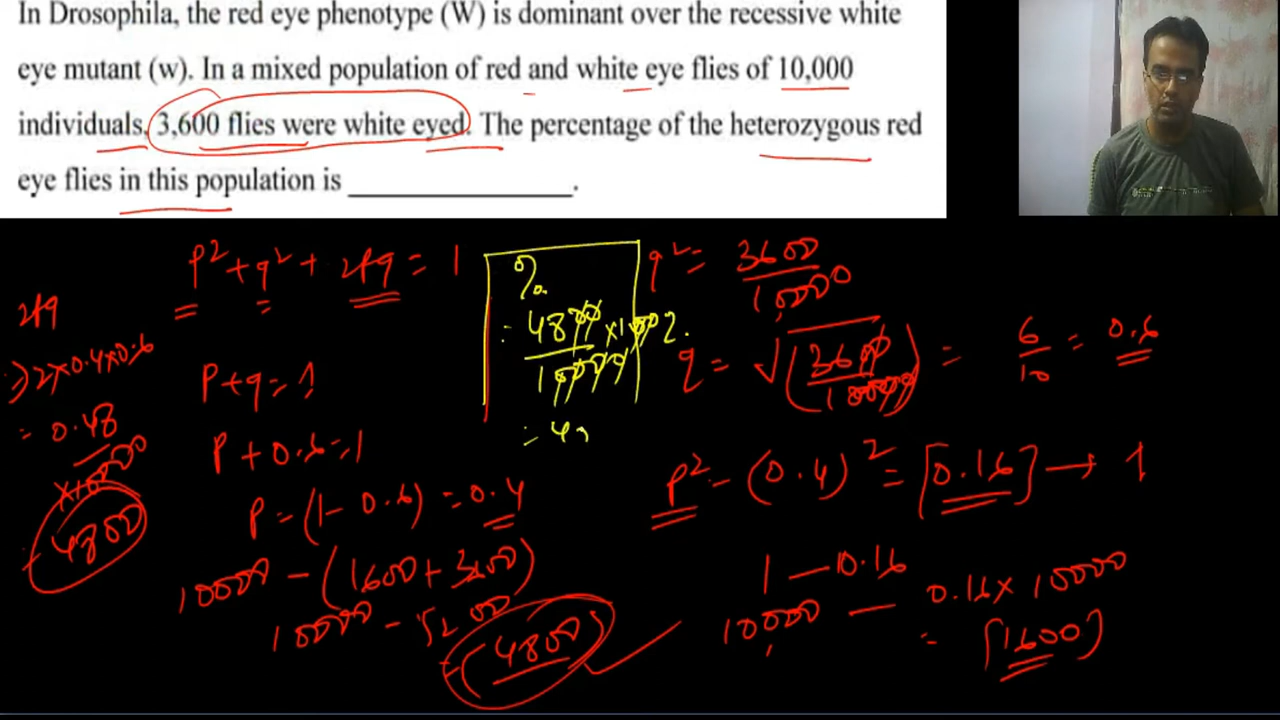 In Drosophila, the red eye phenotype (W) is dominant over the recessive white
eye mutant (w). In a mixed population of red and white eye flies of 10,000
individuals, 3,600 flies were white eyed. The percentage of the heterozygous red
eye flies in this population is ____________.
p² + q² + 2pq = 1
2pq
⇒ 2×0.4×0.6
= 0.48
×10000
= 4800
p+q=1
p + 0.6=1
p = (1 - 0.6) = 0.4
10000 - (1600 + 3600)
10000 - 5200
4800
%
= 4800/10000 ×100%.
q² = 3600/10,000
q = √(3600/10000) = 6/10 = 0.6
p² - (0.4)² = [0.16] → 1
1 — 0.16
10,000 — 0.16 × 10000
= [1600]